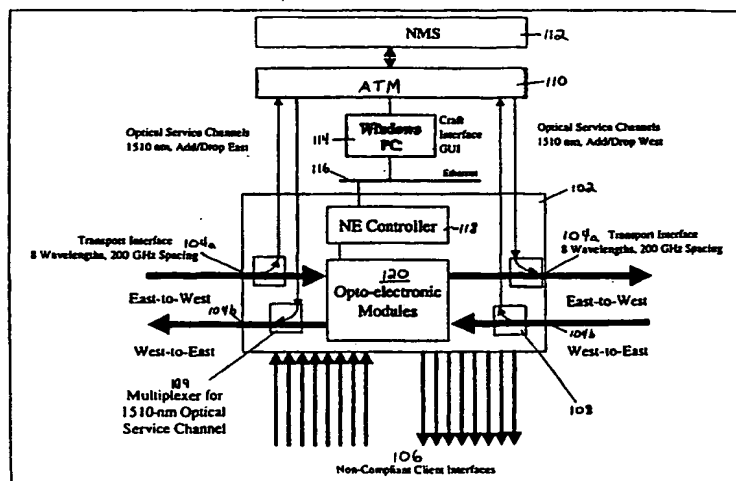 NMS
112
ATM
110
Optical Service Channels
1510 nm, Add/Drop East
114
Windows
PC
Craft
Interface
GUI
Optical Service Channels
1510 nm, Add/Drop West
116
Ethernet
102
NE Controller
118
Transport Interface
8 Wavelengths, 200 GHz Spacing
104a
104a
Transport Interface
8 Wavelengths, 200 GHz Spacing
120
Opto-electronic
Modules
East-to-West
East-to-West
104b
104b
West-to-East
West-to-East
Multiplexer for
1510-nm Optical
Service Channel
108
106
Non-Compliant Client Interfaces